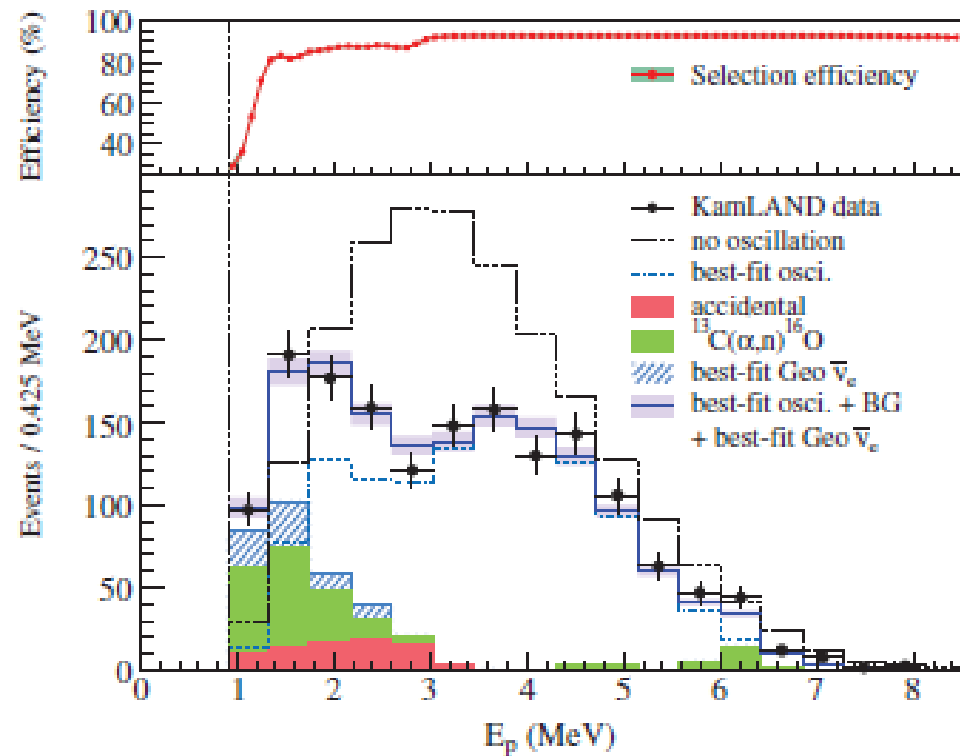 Efficiency (%)
100
80
60
40
Selection efficiency
Events / 0.425 MeV
250
200
150
100
50
0
KamLAND data
no oscillation
best-fit osci.
accidental
¹³C(α,n)¹⁶O
best-fit Geo ν̅ₑ
best-fit osci. + BG
+ best-fit Geo ν̅ₑ
0 1 2 3 4 5 6 7 8
Eₚ (MeV)